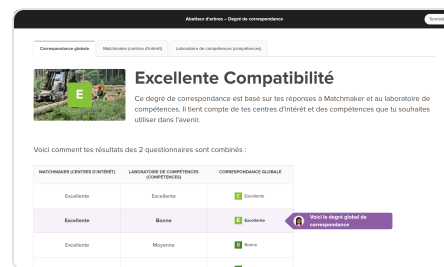 Abatteur d'arbres – Degré de correspondance
Terminé
Correspondance globale
Matchmaker (centres d'intérêt)
Laboratoire de compétences (competences)
E
Excellente Compatibilité
Ce degré de correspondance est basé sur tes réponses à Matchmaker et au laboratoire de
compétences. Il tient compte de tes centres d'intérêt et des compétences que tu souhaites
utiliser dans l'avenir.
Voici comment tes résultats des 2 questionnaires sont combinés :
MATCHMAKER (CENTRES D'INTÉRÊT)
LABORATOIRE DE COMPÉTENCES
(COMPÉTENCES)
CORRESPONDANCE GLOBALE
Excellente
Excellente
E Excellente
Excellente
Bonne
E Excellente
Voici le degré global de
correspondance
Excellente
Moyenne
B Bonne